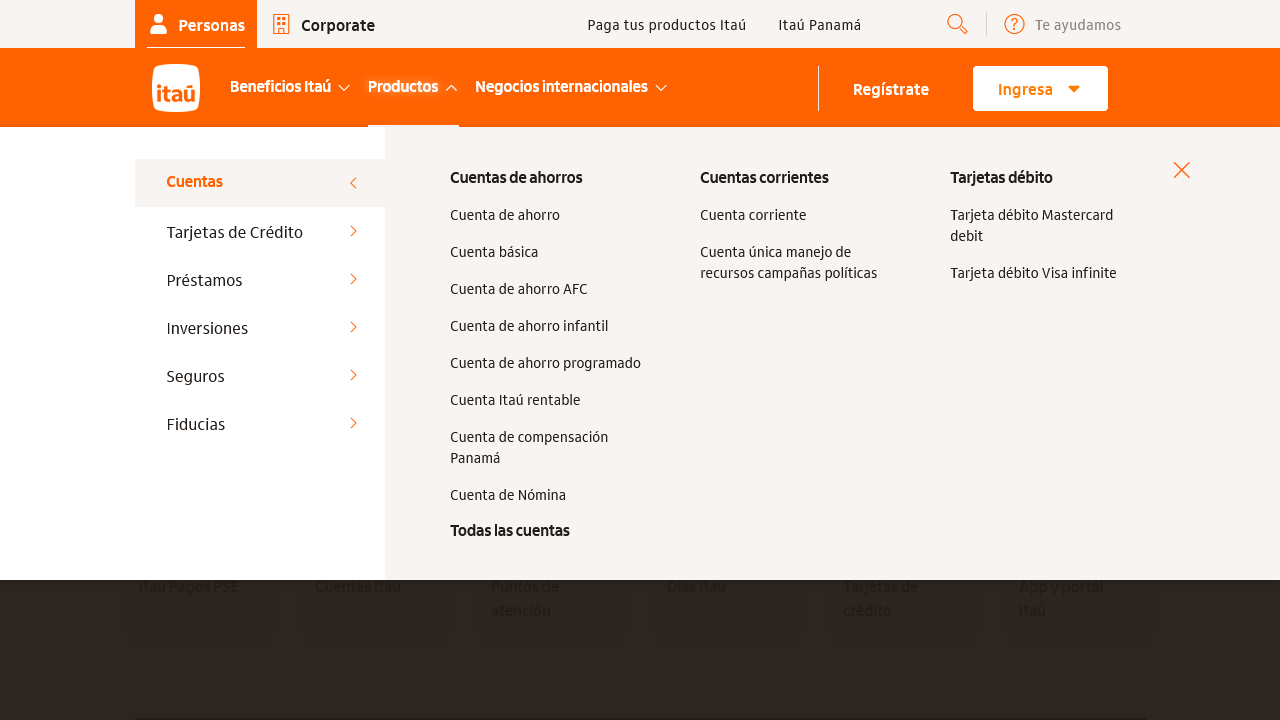 Personas
Corporate
Paga tus productos Itaú
Itaú Panamá
Te ayudamos
itaú
Beneficios Itaú
Productos
Negocios internacionales
Regístrate
Ingresa
Cuentas
Tarjetas de Crédito
Préstamos
Inversiones
Seguros
Fiducias
Cuentas de ahorros
Cuenta de ahorro
Cuenta básica
Cuenta de ahorro AFC
Cuenta de ahorro infantil
Cuenta de ahorro programado
Cuenta Itaú rentable
Cuenta de compensación
Panamá
Cuenta de Nómina
Todas las cuentas
Cuentas corrientes
Cuenta corriente
Cuenta única manejo de
recursos campañas políticas
Tarjetas débito
Tarjeta débito Mastercard
debit
Tarjeta débito Visa infinite
Itaú Pagos PSE
Cuentas Itaú
Puntos de
atención
Días Itaú
Tarjetas de
crédito
App y portal
Itaú